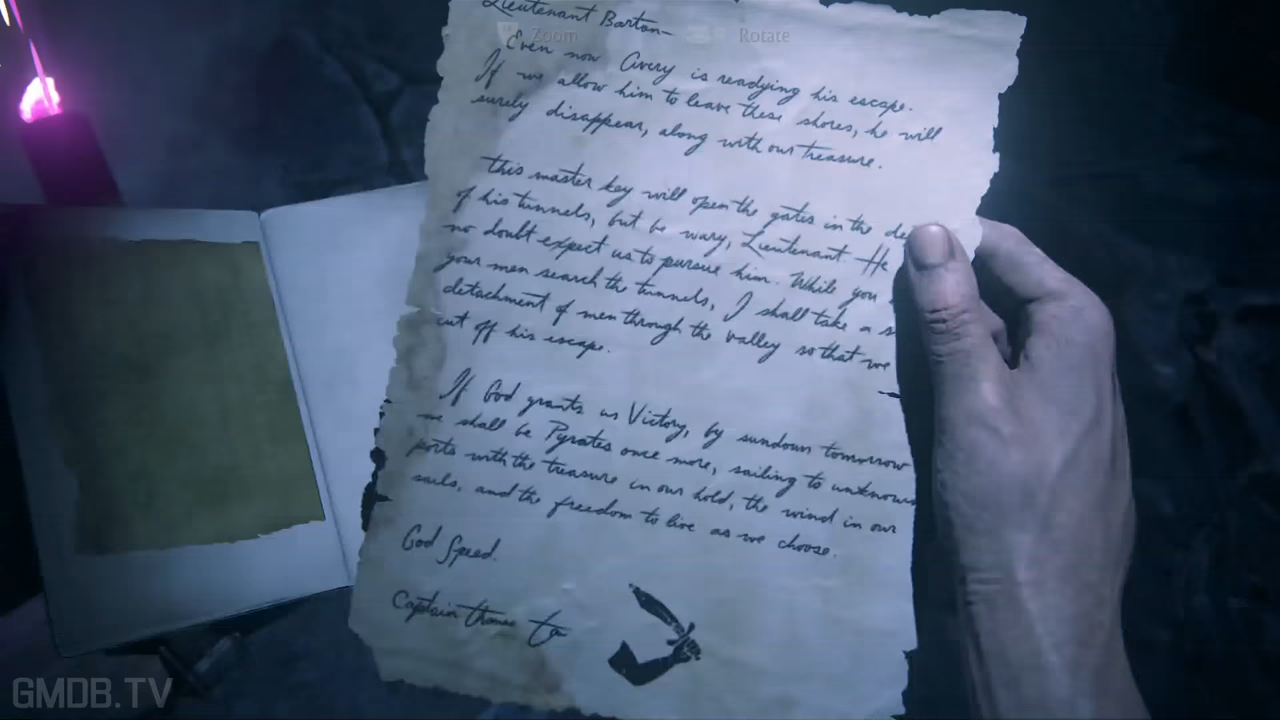 Lieutenant Barton—
Zoom
Rotate
Even now Avery is readying his escape.
If we allow him to leave these shores, he will
surely disappear, along with our treasure.
This master key will open the gates in the
of his tunnels, but be wary, Lieutenant – He
no doubt expect us to pursue him. While you
your men search the tunnels, I shall take a
detachment of men through the valley so that we
cut off his escape.
If God grants us Victory, by sundown tomorrow
we shall be Pyrates once more, sailing to unknown
ports with the treasure in our hold, the wind in our
sails, and the freedom to live as we choose.
God Speed.
Captain Thomas
GMDB.TV